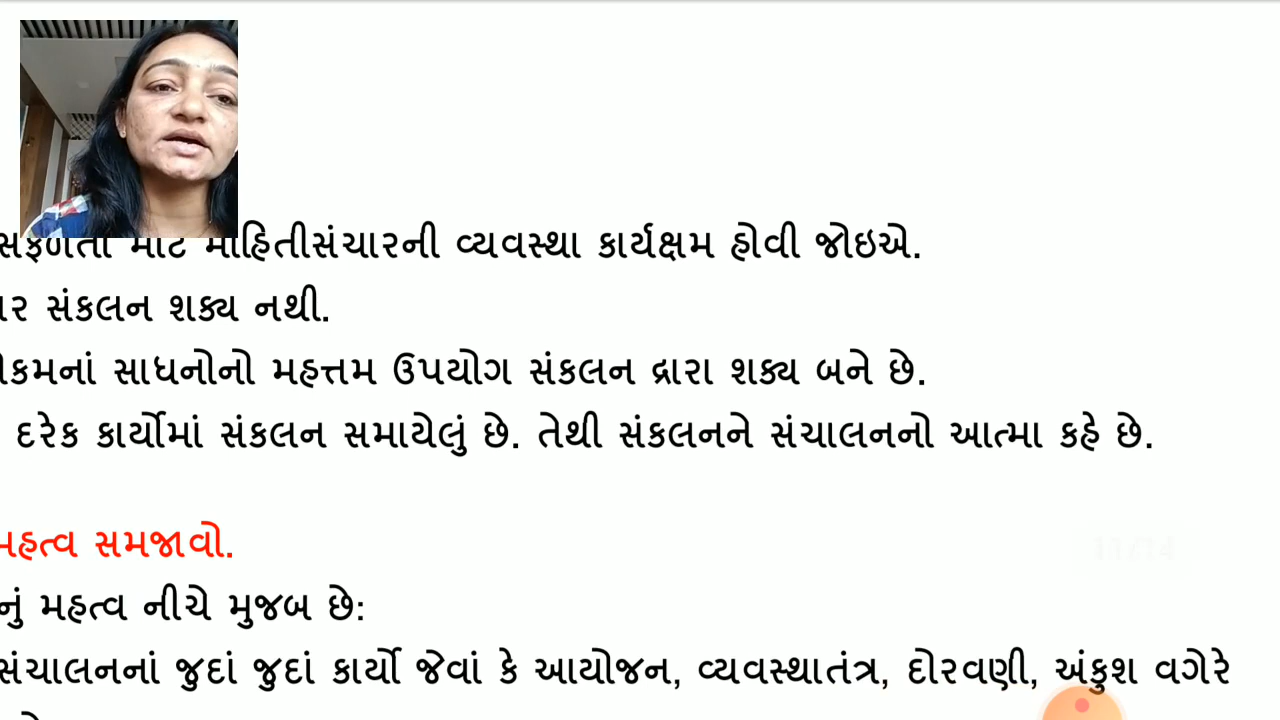 માટે માહિતીસંચારની વ્યવસ્થા કાર્યક્ષમ હોવી જોઇએ.
સંકલન શક્ય નથી.
સાધનોનો મહત્તમ ઉપયોગ સંકલન દ્રારા શક્ય બને છે.
દરેક કાર્યોમાં સંકલન સમાયેલું છે. તેથી સંકલનને સંચાલનનો આત્મા કહે છે.
મહત્વ સમજાવો.
નું મહત્વ નીચે મુજબ છે:
સંચાલનનાં જુદાં જુદાં કાર્યો જેવાં કે આયોજન, વ્યવસ્થાતંત્ર, દોરવણી, અંકુશ વગેરે